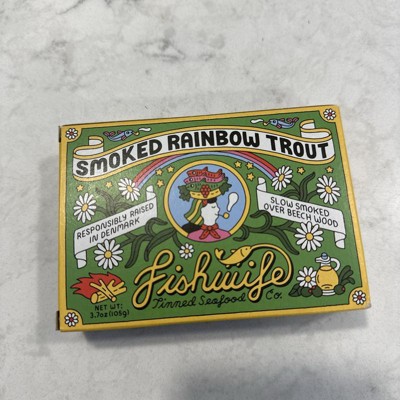 SMOKED RAINBOW TROUT
RESPONSIBLY RAISED
IN DENMARK
SLOW SMOKED
OVER BEECH WOOD
Fishwife
Tinned Seafood Co.
NET WT:
3.7oz (105g)